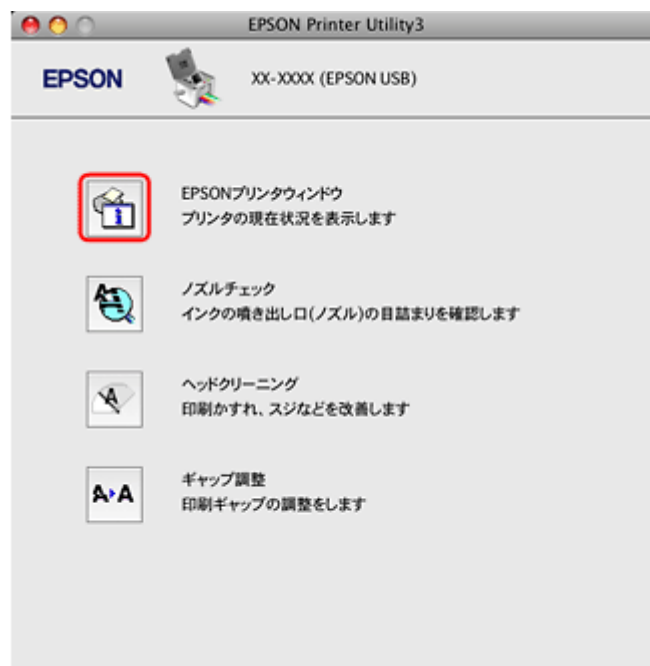 EPSON Printer Utility3
EPSON
XX-XXXX (EPSON USB)
EPSONプリンタウィンドウ
プリンタの現在状況を表示します
ノズルチェック
インクの噴き出し口(ノズル)の目詰まりを確認します
ヘッドクリーニング
印刷かすれ、スジなどを改善します
ギャップ調整
印刷ギャップの調整をします